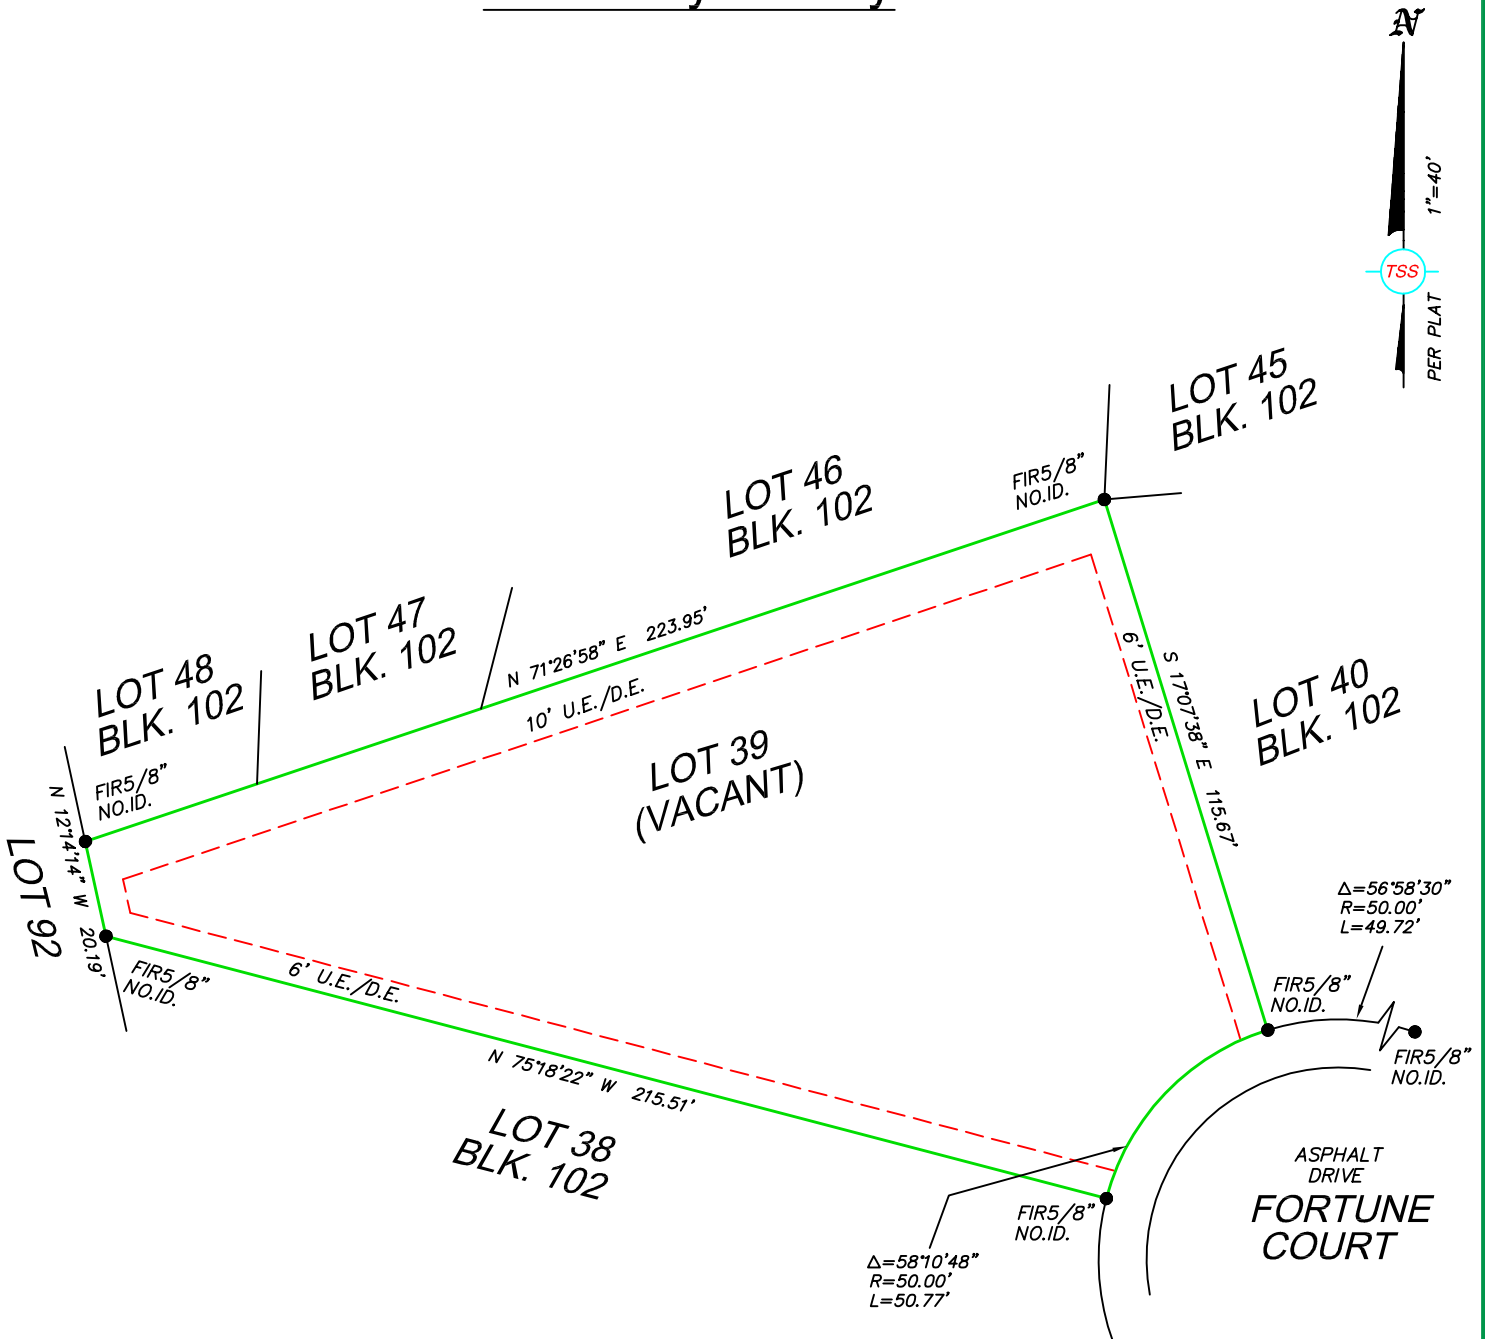 N
1"=40'
TSS
PER PLAT
LOT 45
BLK. 102
LOT 46
BLK. 102
FIR5/8"
NO.ID.
LOT 47
BLK. 102
LOT 48
BLK. 102
N 71°26'58" E 223.95'
10' U.E./D.E.
6' U.E./D.E.
S 17°07'38" E 115.67'
LOT 40
BLK. 102
LOT 39
(VACANT)
FIR5/8"
NO.ID.
N 12°14'14" W 20.19'
LOT 92
FIR5/8"
NO.ID.
6' U.E./D.E.
N 75°18'22" W 215.51'
LOT 38
BLK. 102
Δ=56°58'30"
R=50.00'
L=49.72'
FIR5/8"
NO.ID.
FIR5/8"
NO.ID.
ASPHALT
DRIVE
FORTUNE
COURT
FIR5/8"
NO.ID.
Δ=58°10'48"
R=50.00'
L=50.77'